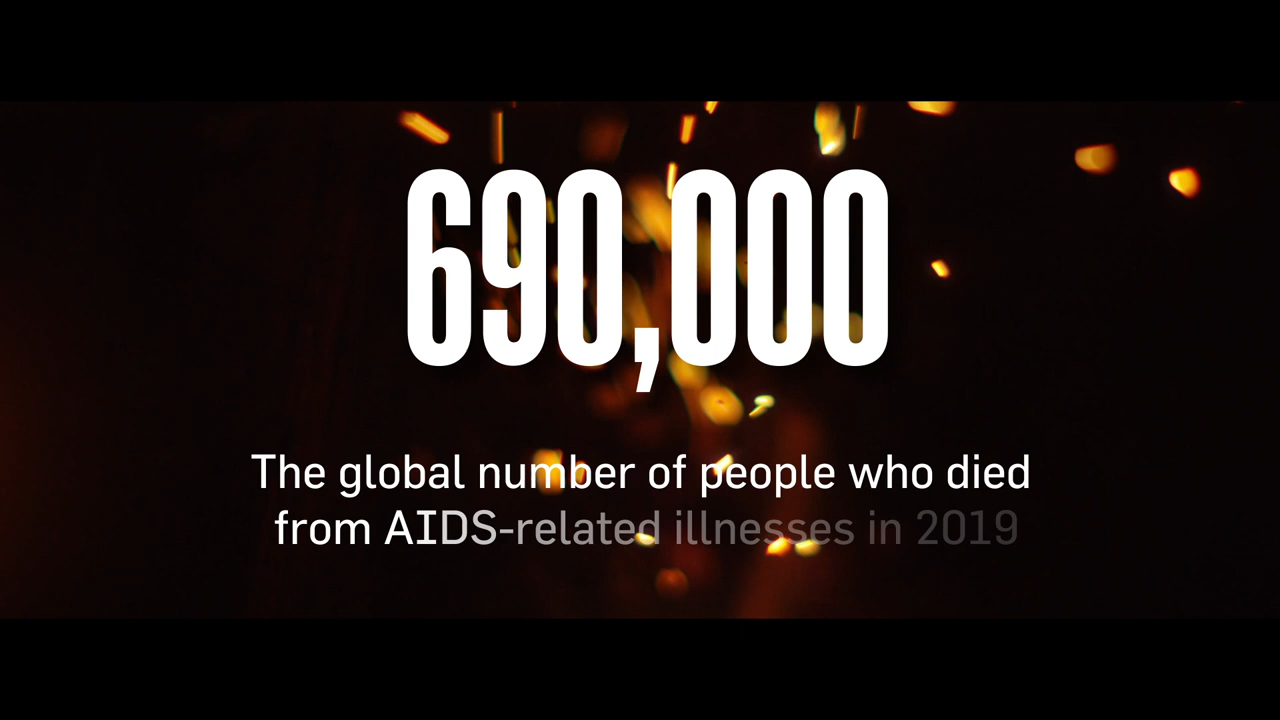 690,000
The global number of people who died
from AIDS-related illnesses in 2019